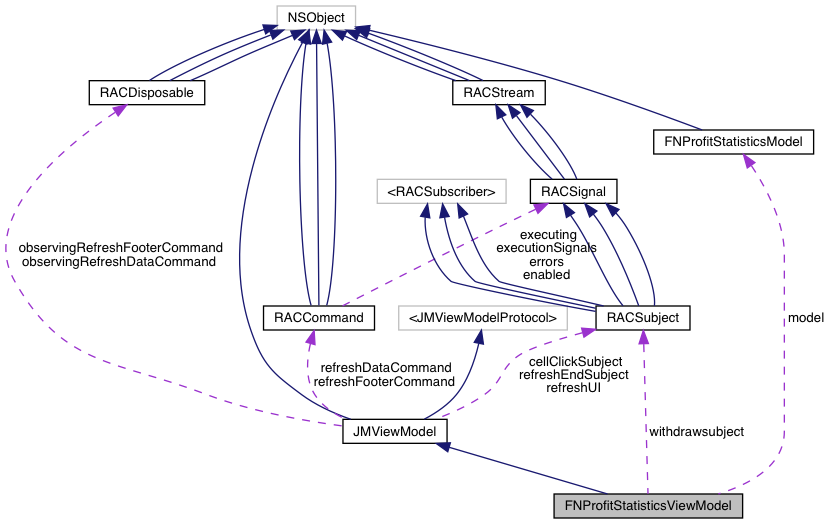 NSObject
RACDisposable
RACStream
FNProfitStatisticsModel
<RACSubscriber>
RACSignal
observingRefreshFooterCommand
observingRefreshDataCommand
executing
executionSignals
errors
enabled
RACCommand
<JMViewModelProtocol>
RACSubject
model
refreshDataCommand
refreshFooterCommand
cellClickSubject
refreshEndSubject
refreshUI
JMViewModel
withdrawsubject
FNProfitStatisticsViewModel